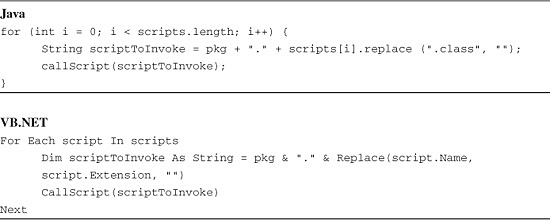 Java
for (int i = 0; i < scripts.length; i++) {
String scriptToInvoke = pkg + "." + scripts[i].replace (".class", "");
callScript(scriptToInvoke);
}
VB.NET
For Each script In scripts
Dim scriptToInvoke As String = pkg & "." & Replace(script.Name,
script.Extension, "")
CallScript(scriptToInvoke)
Next